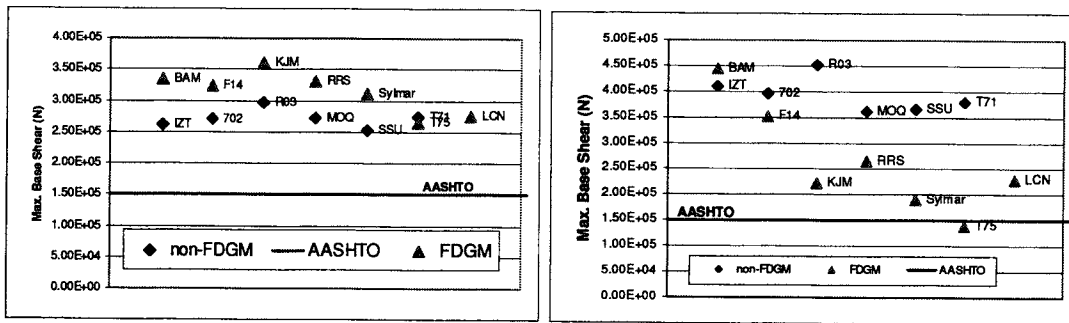 4.00E+05
3.50E+05
3.00E+05
2.50E+05
2.00E+05
1.50E+05
1.00E+05
5.00E+04
0.00E+00
Max. Base Shear (N)
KJM
BAM
F14
RRS
Sylmar
R03
IZT
702
MOQ
SSU
T71
T75
LCN
AASHTO
non-FDGM AASHTO FDGM
5.00E+05
4.50E+05
4.00E+05
3.50E+05
3.00E+05
2.50E+05
2.00E+05
1.50E+05
1.00E+05
5.00E+04
0.00E+00
Max. Base Shear (N)
BAM
R03
IZT
702
F14
MOQ
SSU
T71
RRS
KJM
LCN
Sylmar
AASHTO
T75
non-FDGM FDGM AASHTO